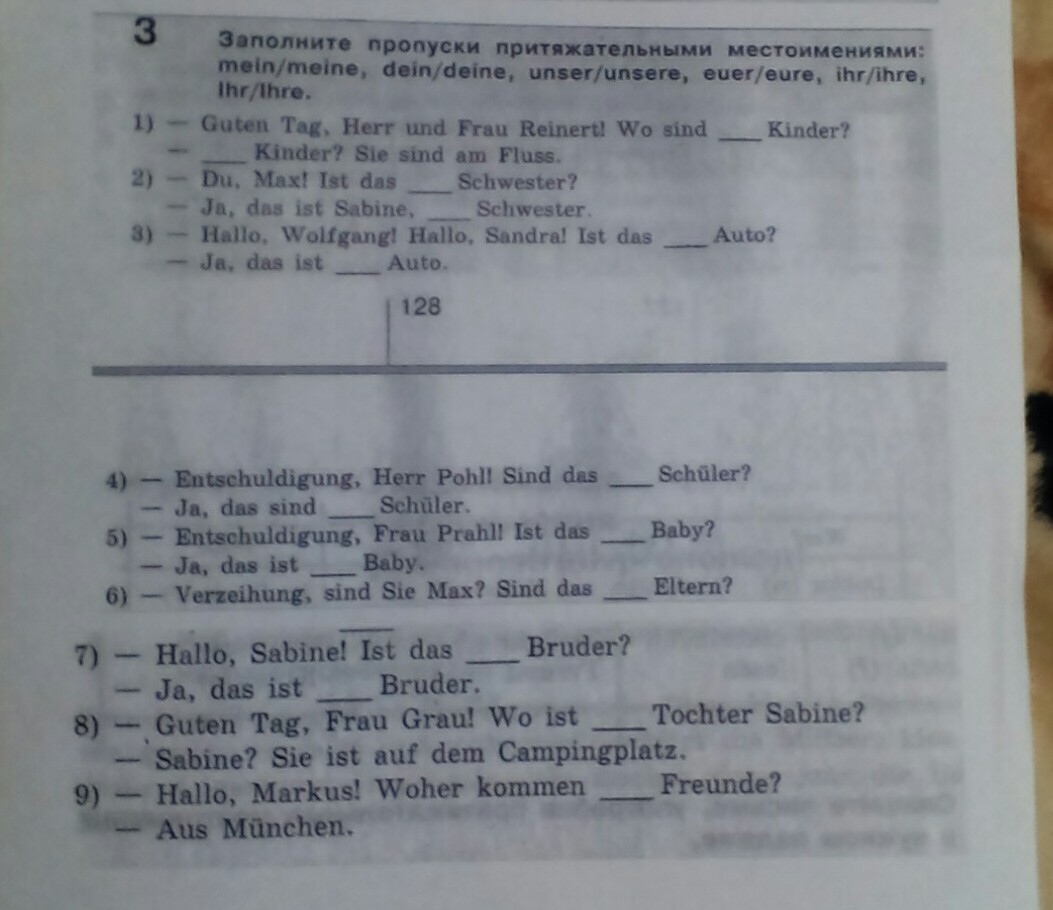 3
Заполните пропуски притяжательными местоимениями:
mein/meine, dein/deine, unser/unsere, euer/eure, ihr/ihre,
Ihr/Ihre.
1) — Guten Tag, Herr und Frau Reinert! Wo sind ____ Kinder?
— ____ Kinder? Sie sind am Fluss.
2) — Du, Max! Ist das ____ Schwester?
— Ja, das ist Sabine, ____ Schwester.
3) — Hallo, Wolfgang! Hallo, Sandra! Ist das ____ Auto?
— Ja, das ist ____ Auto.
128
4) — Entschuldigung, Herr Pohl! Sind das ____ Schüler?
— Ja, das sind ____ Schüler.
5) — Entschuldigung, Frau Prahl! Ist das ____ Baby?
— Ja, das ist ____ Baby.
6) — Verzeihung, sind Sie Max? Sind das ____ Eltern?
7) — Hallo, Sabine! Ist das ____ Bruder?
— Ja, das ist ____ Bruder.
8) — Guten Tag, Frau Grau! Wo ist ____ Tochter Sabine?
— Sabine? Sie ist auf dem Campingplatz.
9) — Hallo, Markus! Woher kommen ____ Freunde?
— Aus München.